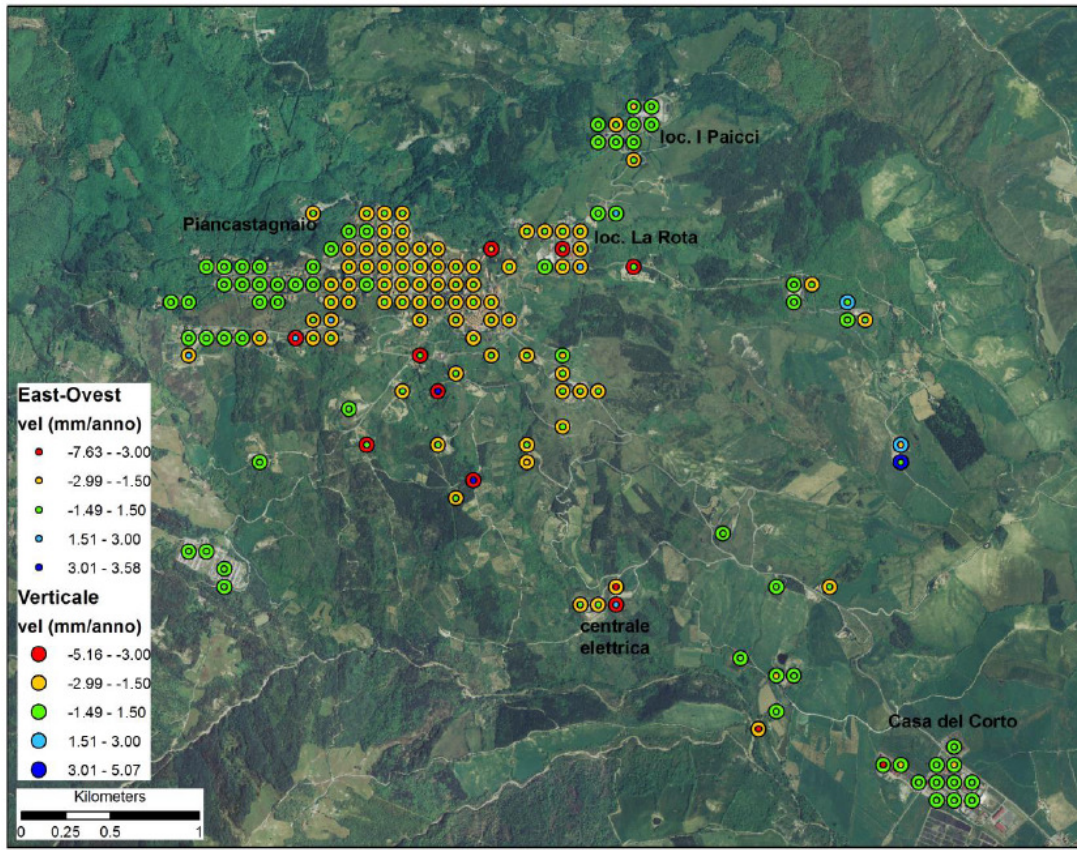 loc. I Paicci
Piancastagnaio
loc. La Rota
East-Ovest
vel (mm/anno)
-7.63 - -3.00
-2.99 - -1.50
-1.49 - 1.50
1.51 - 3.00
3.01 - 3.58
Verticale
vel (mm/anno)
-5.16 - -3.00
-2.99 - -1.50
-1.49 - 1.50
1.51 - 3.00
3.01 - 5.07
centrale
elettrica
Casa del Corto
Kilometers
0 0.25 0.5 1